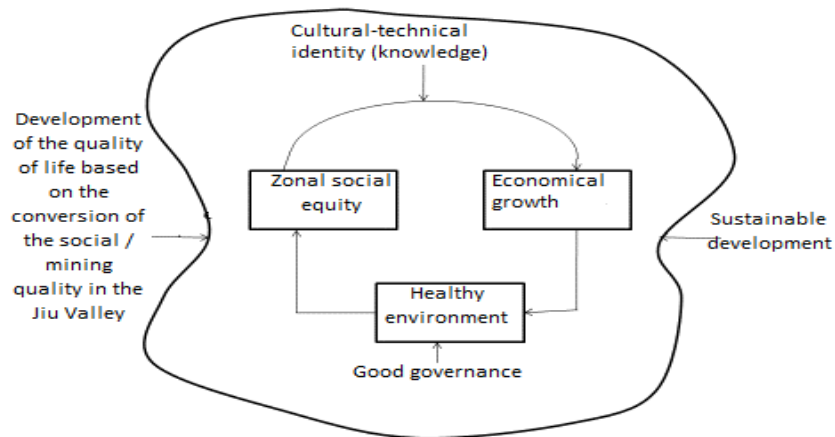 Cultural-technical
identity (knowledge)
Development
of the quality
of life based
on the
conversion of
the social /
mining
quality in the
Jiu Valley
Zonal social
equity
Economical
growth
Sustainable
development
Healthy
environment
Good governance